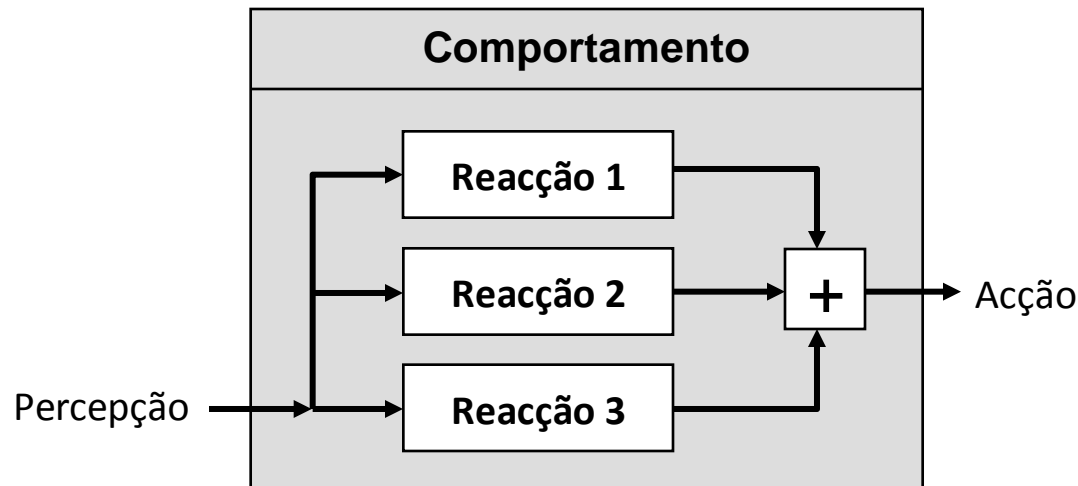 Comportamento
Reacção 1
Reacção 2
+
Acção
Reacção 3
Percepção